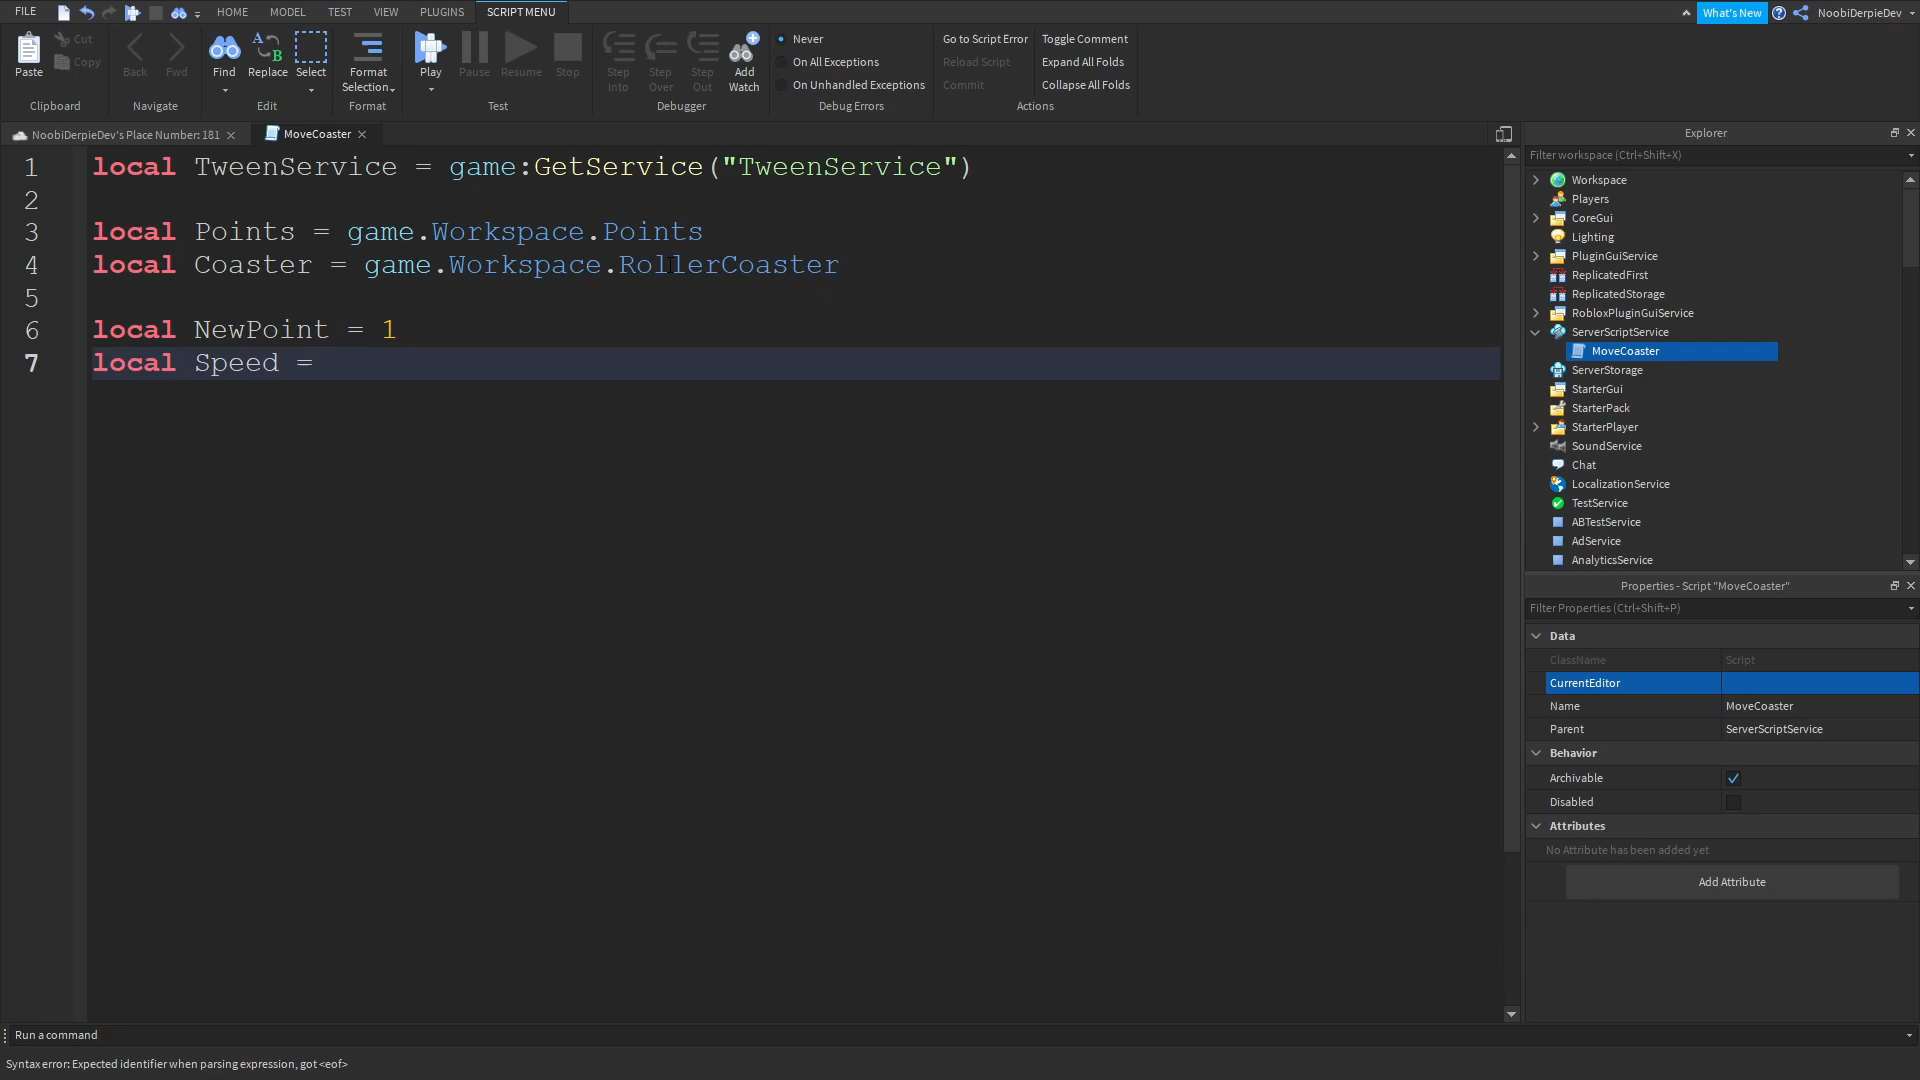 FILE HOME MODEL TEST VIEW PLUGINS SCRIPT MENU What's New NoobiDerpieDev
Paste Cut Copy
Back Fwd
Find Replace Select
Format Selection
Play Pause Resume Stop
Step Into Step Over Step Out Add Watch
Never
On All Exceptions
On Unhandled Exceptions
Go to Script Error Toggle Comment
Reload Script Expand All Folds
Commit Collapse All Folds
Clipboard Navigate Edit Format Test Debugger Debug Errors Actions
NoobiDerpieDev's Place Number: 181 MoveCoaster
1 local TweenService = game:GetService("TweenService")
2
3 local Points = game.Workspace.Points
4 local Coaster = game.Workspace.RollerCoaster
5
6 local NewPoint = 1
7 local Speed =
Explorer
Filter workspace (Ctrl+Shift+X)
Workspace
Players
CoreGui
Lighting
PluginGuiService
ReplicatedFirst
ReplicatedStorage
RobloxPluginGuiService
ServerScriptService
MoveCoaster
ServerStorage
StarterGui
StarterPack
StarterPlayer
SoundService
Chat
LocalizationService
TestService
ABTestService
AdService
AnalyticsService
Properties - Script "MoveCoaster"
Filter Properties (Ctrl+Shift+P)
Data
ClassName Script
CurrentEditor
Name MoveCoaster
Parent ServerScriptService
Behavior
Archivable
Disabled
Attributes
No Attribute has been added yet
Add Attribute
Run a command
Syntax error: Expected identifier when parsing expression, got <eof>